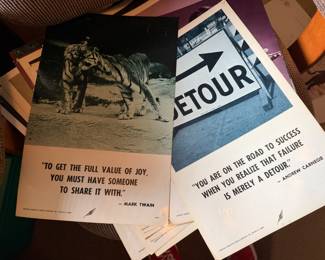 "TO GET THE FULL VALUE OF JOY,
YOU MUST HAVE SOMEONE
TO SHARE IT WITH."
— MARK TWAIN
DETOUR
"YOU ARE ON THE ROAD TO SUCCESS
WHEN YOU REALIZE THAT FAILURE
IS MERELY A DETOUR."
— ANDREW CARNEGIE